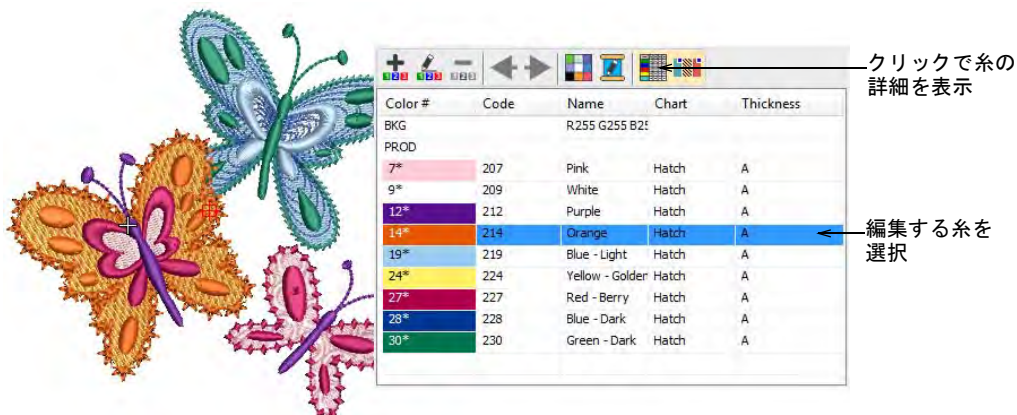 クリックで糸の
詳細を表示
Color # Code Name Chart Thickness
BKG R255 G255 B25
PROD
7* 207 Pink Hatch A
9* 209 White Hatch A
12* 212 Purple Hatch A
14* 214 Orange Hatch A
19* 219 Blue - Light Hatch A
24* 224 Yellow - Golden Hatch A
27* 227 Red - Berry Hatch A
28* 228 Blue - Dark Hatch A
30* 230 Green - Dark Hatch A
編集する糸を
選択